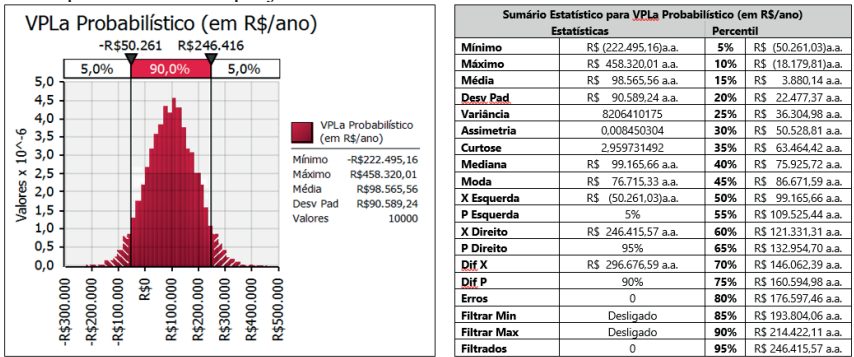 VPLa Probabilístico (em R$/ano)
-R$50.261 R$246.416
5,0% 90,0% 5,0%
5,0
4,5
4,0
3,5
3,0
2,5
2,0
1,5
1,0
0,5
0,0
Valores x 10^-6
-R$300.000
-R$200.000
-R$100.000
R$0
R$100.000
R$200.000
R$300.000
R$400.000
R$500.000
VPLa Probabilístico
(em R$/ano)
Mínimo -R$222.495,16
Máximo R$458.320,01
Média R$98.565,56
Desv Pad R$90.589,24
Valores 10000
Sumário Estatístico para VPLa Probabilístico (em R$/ano)
Estatísticas Percentil
Mínimo R$ (222.495,16)a.a. 5% R$ (50.261,03)a.a.
Máximo R$ 458.320,01 a.a. 10% R$ (18.179,81)a.a.
Média R$ 98.565,56 a.a. 15% R$ 3.880,14 a.a.
Desv Pad R$ 90.589,24 a.a. 20% R$ 22.477,37 a.a.
Variância 8206410175 25% R$ 36.304,98 a.a.
Assimetria 0,008450304 30% R$ 50.528,81 a.a.
Curtose 2,959731492 35% R$ 63.464,42 a.a.
Mediana R$ 99.165,66 a.a. 40% R$ 75.925,72 a.a.
Moda R$ 76.715,33 a.a. 45% R$ 86.671,59 a.a.
X Esquerda R$ (50.261,03)a.a. 50% R$ 99.165,66 a.a.
P Esquerda 5% 55% R$ 109.525,44 a.a.
X Direito R$ 246.415,57 a.a. 60% R$ 121.331,31 a.a.
P Direito 95% 65% R$ 132.954,70 a.a.
Dif X R$ 296.676,59 a.a. 70% R$ 146.062,39 a.a.
Dif P 90% 75% R$ 160.594,98 a.a.
Erros 0 80% R$ 176.597,46 a.a.
Filtrar Min Desligado 85% R$ 193.804,06 a.a.
Filtrar Max Desligado 90% R$ 214.422,11 a.a.
Filtrados 0 95% R$ 246.415,57 a.a.